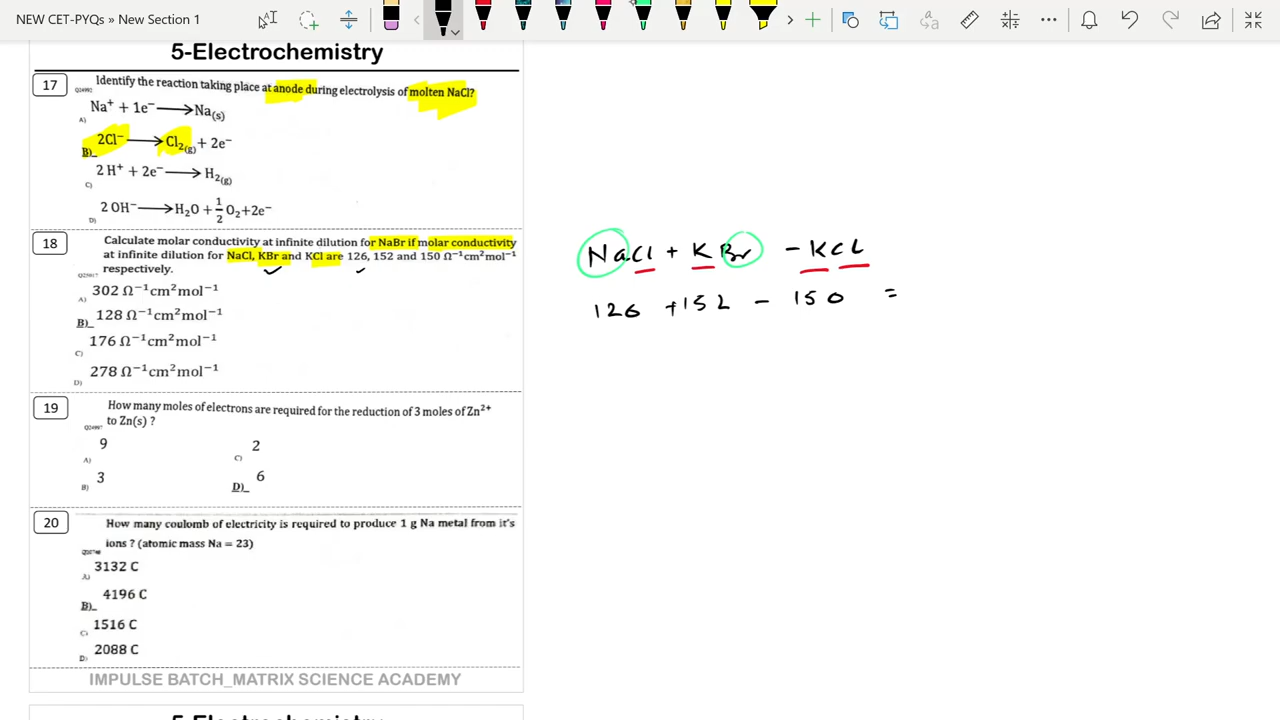 NEW CET-PYQs » New Section 1
5-Electrochemistry
17
Identify the reaction taking place at anode during electrolysis of molten NaCl?
Na⁺ + 1e⁻ ⟶ Na(s)
A)
2Cl⁻ ⟶ Cl₂(g) + 2e⁻
B)_
2 H⁺ + 2e⁻ ⟶ H₂(g)
C)
2 OH⁻ ⟶ H₂O + 1/2 O₂+2e⁻
D)
18
Calculate molar conductivity at infinite dilution for NaBr if molar conductivity
at infinite dilution for NaCl, KBr and KCl are 126, 152 and 150 Ω⁻¹cm²mol⁻¹
respectively.
302 Ω⁻¹cm²mol⁻¹
A)
128 Ω⁻¹cm²mol⁻¹
B)_
176 Ω⁻¹cm²mol⁻¹
C)
278 Ω⁻¹cm²mol⁻¹
D)
19
How many moles of electrons are required for the reduction of 3 moles of Zn²⁺
to Zn(s) ?
9
A)
2
C)
3
B)
6
D)_
20
How many coulomb of electricity is required to produce 1 g Na metal from it's
ions ? (atomic mass Na = 23)
3132 C
A)
4196 C
B)_
1516 C
C)
2088 C
D)
IMPULSE BATCH_MATRIX SCIENCE ACADEMY
NaCl + KBr - KCl
126 +152 - 150 =